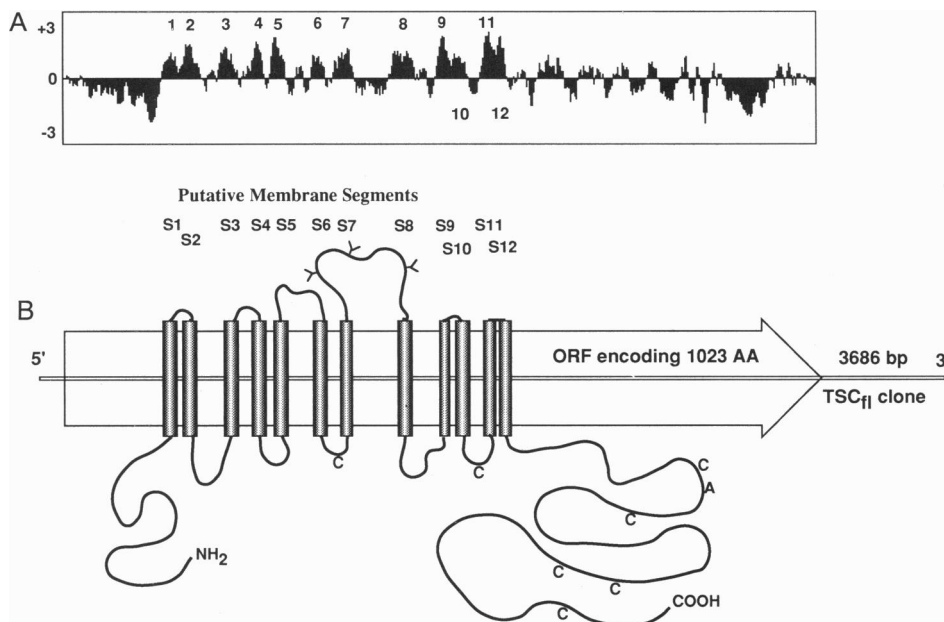 A
+3
0
-3
1 2 3 4 5 6 7 8 9 11
10 12
Putative Membrane Segments
S1 S3 S4 S5 S6 S7 S8 S9 S11
S2 S10 S12
B
5'
ORF encoding 1023 AA
3686 bp
3
TSCfl clone
C
C
C
A
C
C
C
C
NH2
COOH